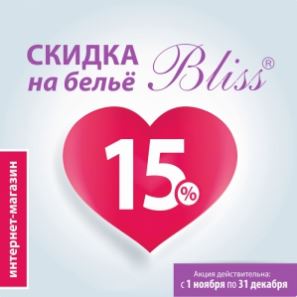 СКИДКА
на бельё Bliss®
15%
интернет-магазин
Акция действительна:
с 1 ноября по 31 декабря